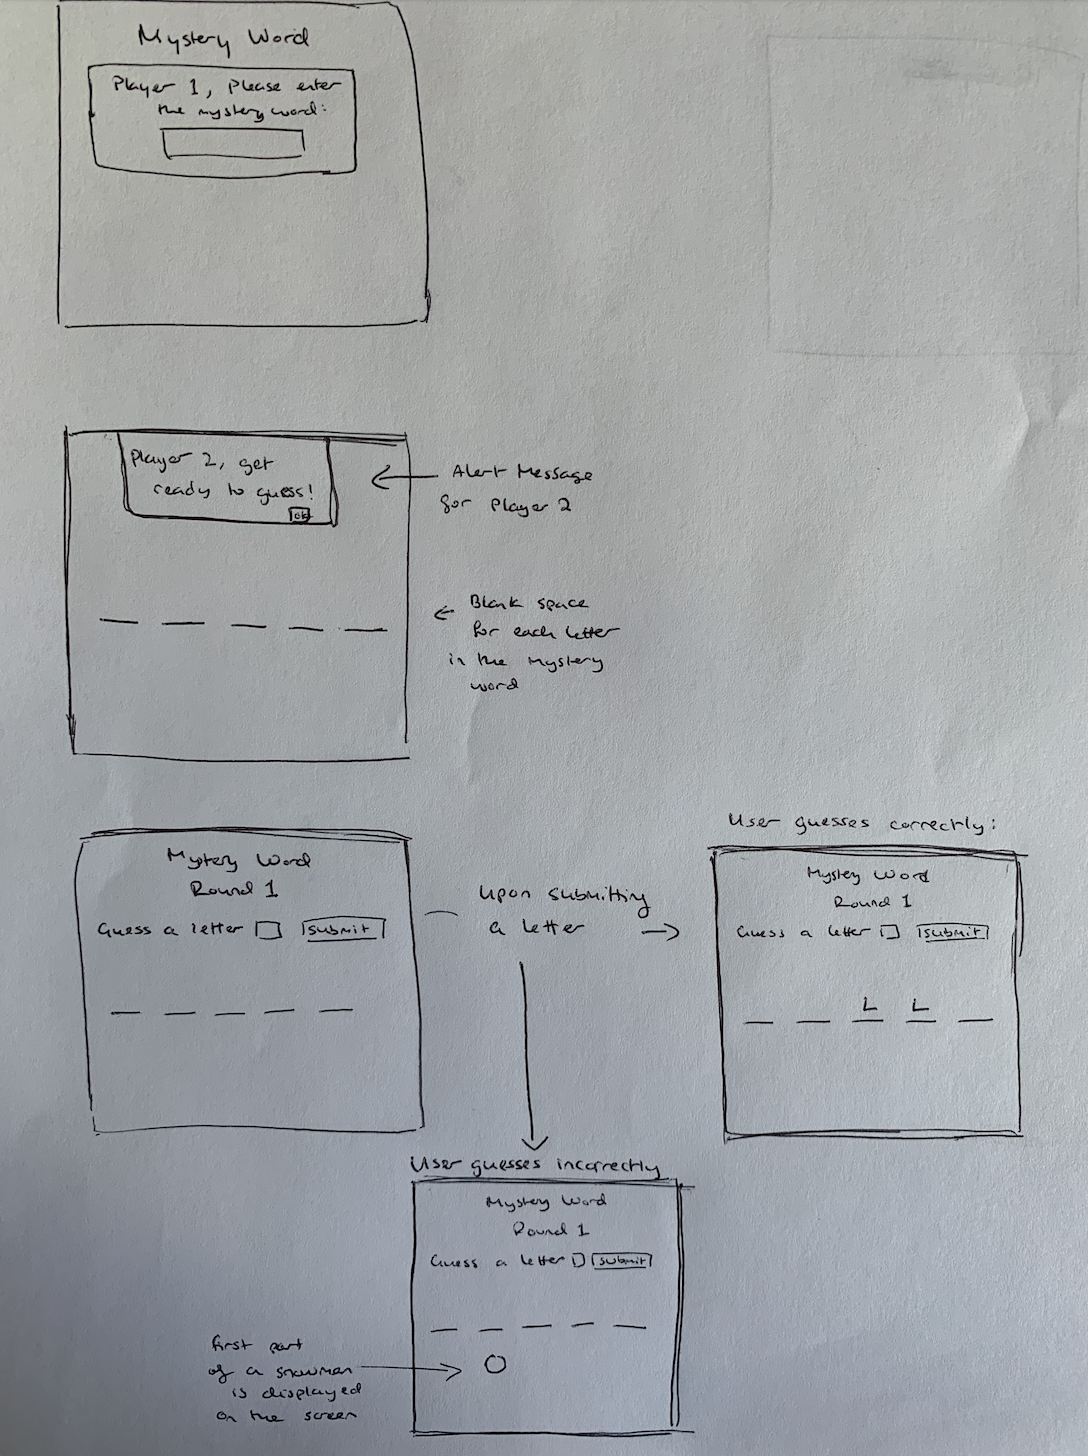 Mystery Word
Player 1, Please enter
the mystery word:
Player 2, get
ready to guess!
OK
Alert Message
for Player 2
Blank space
for each letter
in the mystery
word
Mystery Word
Round 1
Guess a letter submit
upon submitting
a letter
User guesses correctly:
Mystery Word
Round 1
Guess a letter submit
L L
User guesses incorrectly
Mystery Word
Round 1
Guess a letter submit
first part
of a snowman
is displayed
on the screen